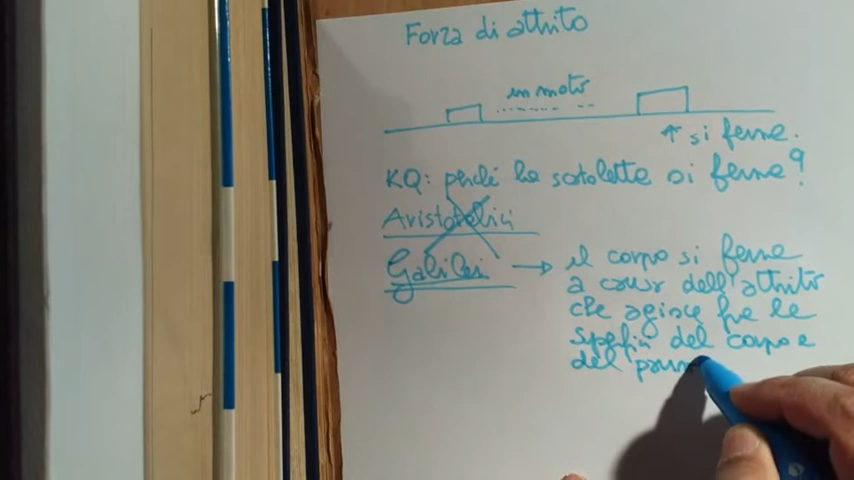 Forza di attrito
in moto
si ferma.
KQ: perché la scatoletta si ferma?
Aristotelici
Galilei → il corpo si ferma
a causa dell'attrito
che agisce fra le
superfici del corpo e
del